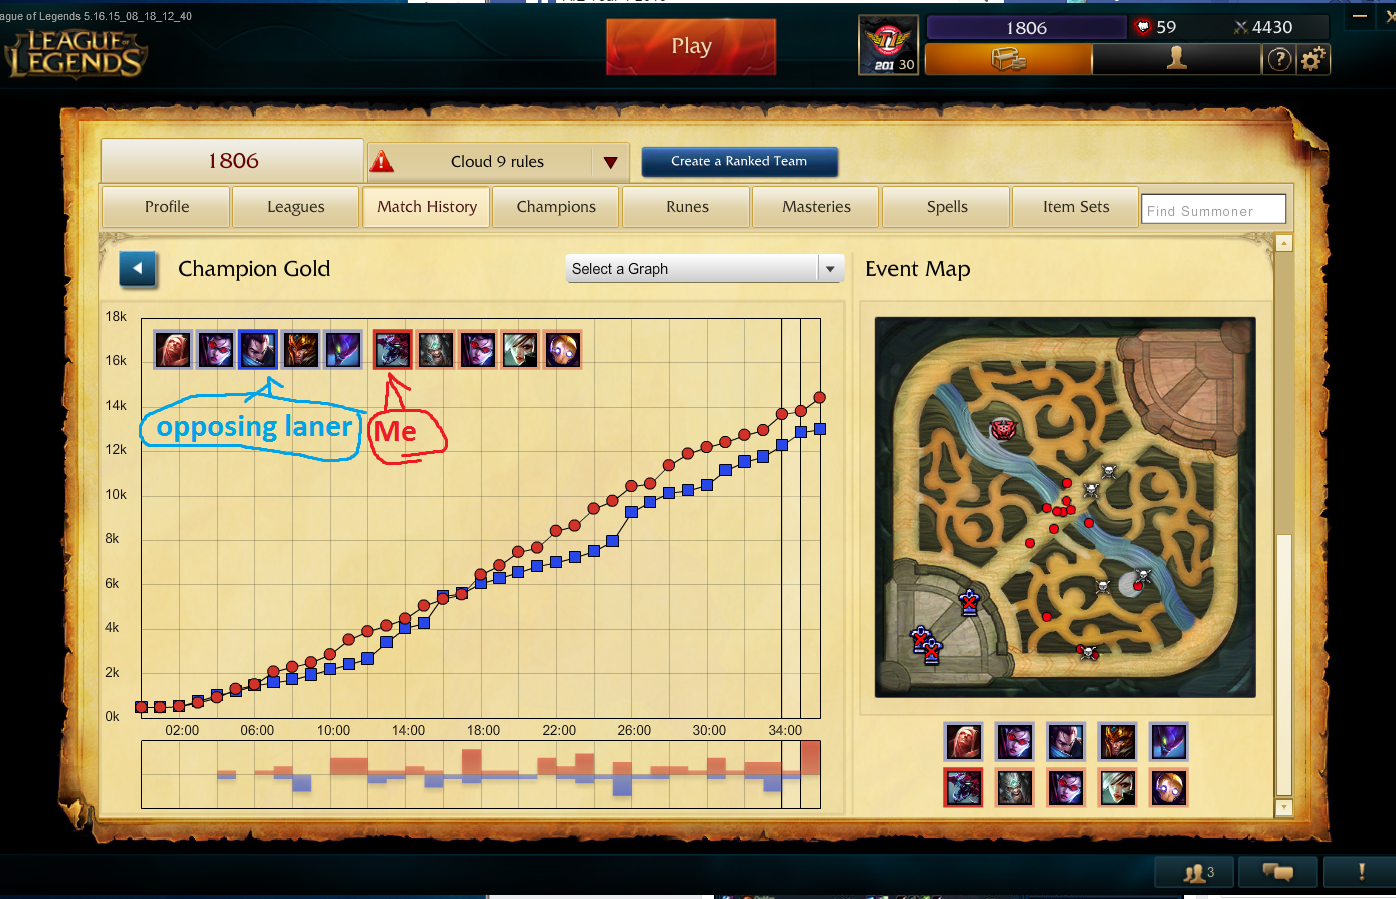 ague of Legends 5.16.15_08_18_12_40
LEAGUE OF LEGENDS
Play
201 30
1806
59
4430
?
1806
Cloud 9 rules
Create a Ranked Team
Profile
Leagues
Match History
Champions
Runes
Masteries
Spells
Item Sets
Find Summoner
Champion Gold
Select a Graph
Event Map
18k
16k
14k
12k
10k
8k
6k
4k
2k
0k
opposing laner
Me
02:00 06:00 10:00 14:00 18:00 22:00 26:00 30:00 34:00
3
!